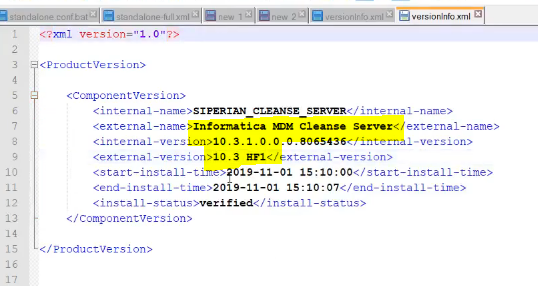 standalone.conf.bat standalone-full.xml new 1 new 2 versionInfo.xml versionInfo.xml
1 <?xml version="1.0"?>
2
3 <ProductVersion>
4
5 <ComponentVersion>
6 <internal-name>SIPERIAN_CLEANSE_SERVER</internal-name>
7 <external-name>Informatica MDM Cleanse Server</external-name>
8 <internal-version>10.3.1.0.0.0.8065436</internal-version>
9 <external-version>10.3 HF1</external-version>
10 <start-install-time>2019-11-01 15:10:00</start-install-time>
11 <end-install-time>2019-11-01 15:10:07</end-install-time>
12 <install-status>verified</install-status>
13 </ComponentVersion>
14
15 </ProductVersion>
16
17